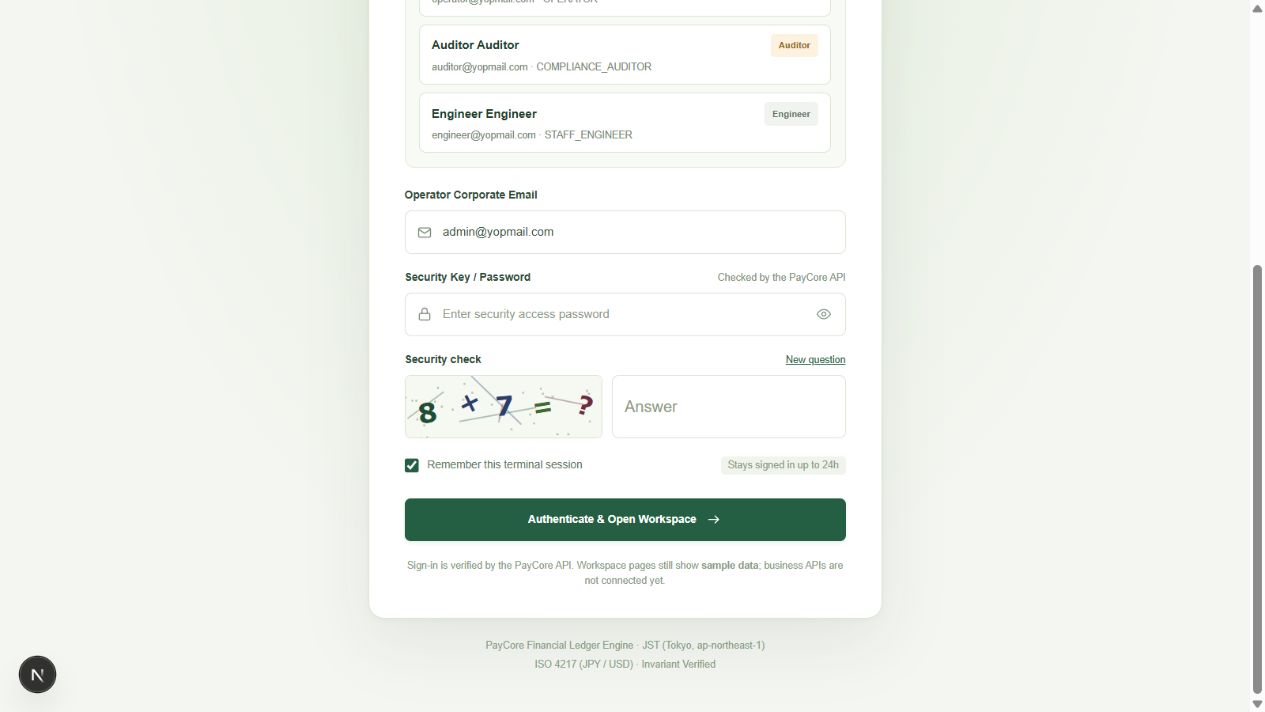 operator@yopmail.com · OPERATOR
Auditor Auditor
Auditor
auditor@yopmail.com · COMPLIANCE_AUDITOR
Engineer Engineer
Engineer
engineer@yopmail.com · STAFF_ENGINEER
Operator Corporate Email
admin@yopmail.com
Security Key / Password
Checked by the PayCore API
Enter security access password
Security check
New question
8 × 7 = ?
Answer
Remember this terminal session
Stays signed in up to 24h
Authenticate & Open Workspace →
Sign-in is verified by the PayCore API. Workspace pages still show sample data; business APIs are
not connected yet.
PayCore Financial Ledger Engine · JST (Tokyo, ap-northeast-1)
ISO 4217 (JPY / USD) · Invariant Verified
N